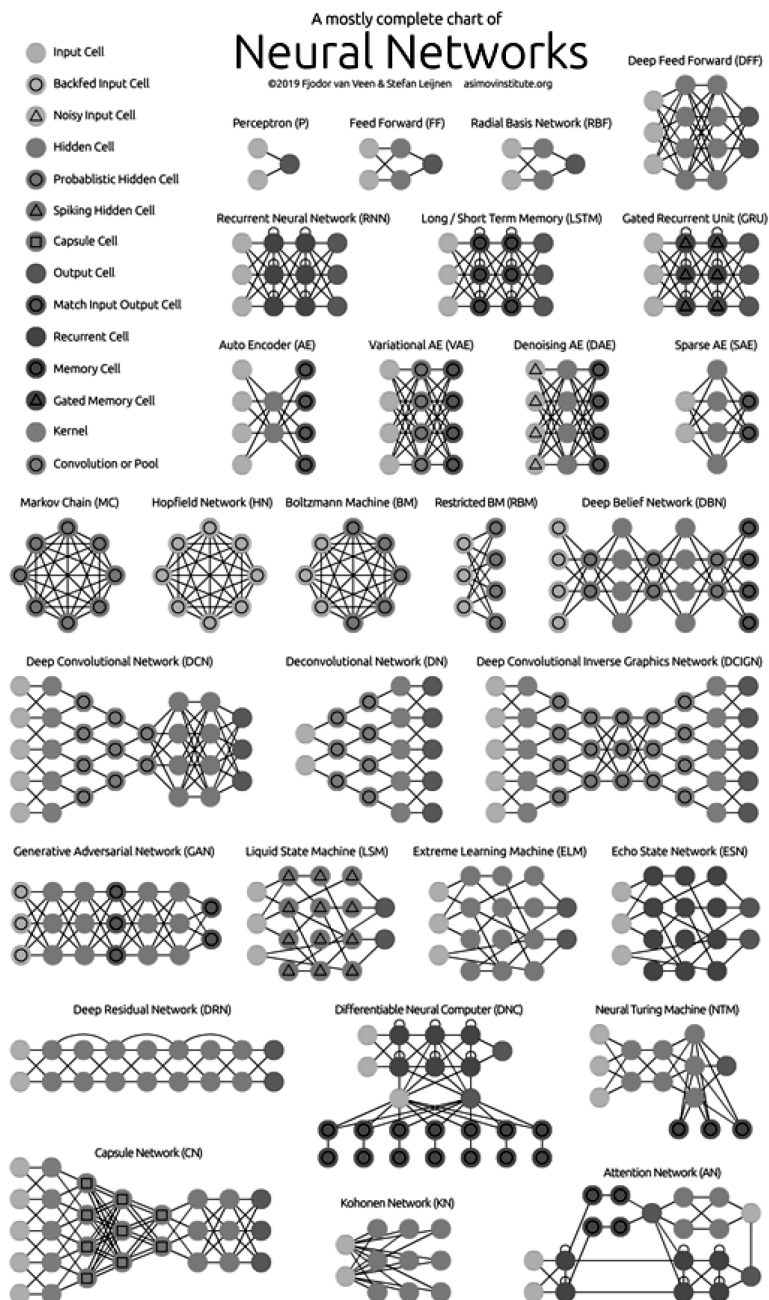 A mostly complete chart of
Neural Networks
©2019 Fjodor van Veen & Stefan Leijnen asimovinstitute.org
Input Cell
Backfed Input Cell
Noisy Input Cell
Hidden Cell
Probablistic Hidden Cell
Spiking Hidden Cell
Capsule Cell
Output Cell
Match Input Output Cell
Recurrent Cell
Memory Cell
Gated Memory Cell
Kernel
Convolution or Pool
Deep Feed Forward (DFF)
Perceptron (P)
Feed Forward (FF)
Radial Basis Network (RBF)
Recurrent Neural Network (RNN)
Long / Short Term Memory (LSTM)
Gated Recurrent Unit (GRU)
Auto Encoder (AE)
Variational AE (VAE)
Denoising AE (DAE)
Sparse AE (SAE)
Markov Chain (MC)
Hopfield Network (HN)
Boltzmann Machine (BM)
Restricted BM (RBM)
Deep Belief Network (DBN)
Deep Convolutional Network (DCN)
Deconvolutional Network (DN)
Deep Convolutional Inverse Graphics Network (DCIGN)
Generative Adversarial Network (GAN)
Liquid State Machine (LSM)
Extreme Learning Machine (ELM)
Echo State Network (ESN)
Deep Residual Network (DRN)
Differentiable Neural Computer (DNC)
Neural Turing Machine (NTM)
Capsule Network (CN)
Kohonen Network (KN)
Attention Network (AN)